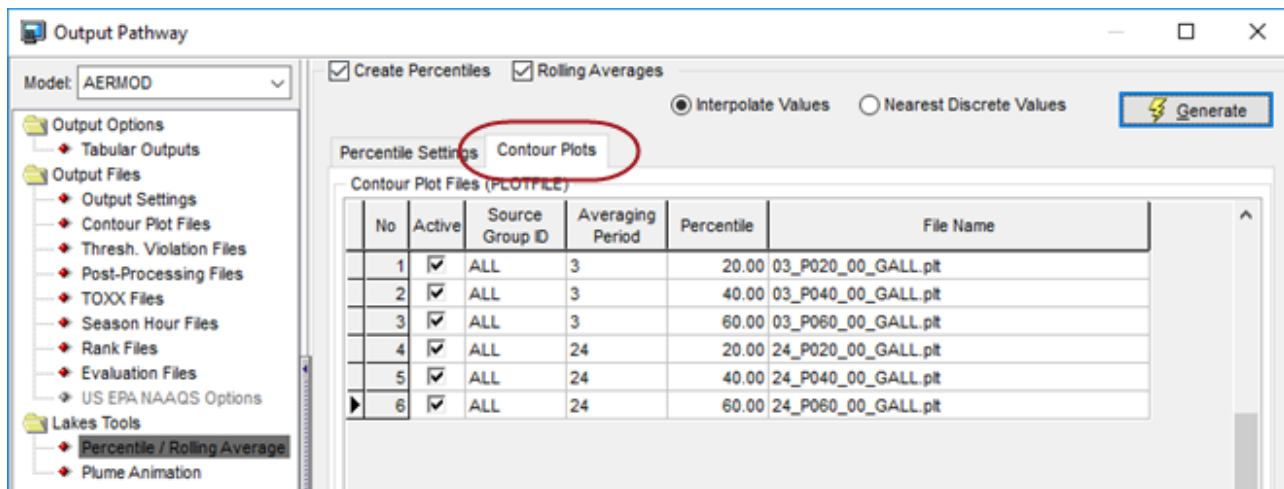 Output Pathway
Model: AERMOD
Output Options
Tabular Outputs
Output Files
Output Settings
Contour Plot Files
Thresh. Violation Files
Post-Processing Files
TOXX Files
Season Hour Files
Rank Files
Evaluation Files
US EPA NAAQS Options
Lakes Tools
Percentile / Rolling Average
Plume Animation
Create Percentiles Rolling Averages
Interpolate Values Nearest Discrete Values Generate
Percentile Settings Contour Plots
Contour Plot Files (PLOTFILE)
No Active Source Group ID Averaging Period Percentile File Name
1 ALL 3 20.00 03_P020_00_GALL.plt
2 ALL 3 40.00 03_P040_00_GALL.plt
3 ALL 3 60.00 03_P060_00_GALL.plt
4 ALL 24 20.00 24_P020_00_GALL.plt
5 ALL 24 40.00 24_P040_00_GALL.plt
6 ALL 24 60.00 24_P060_00_GALL.plt